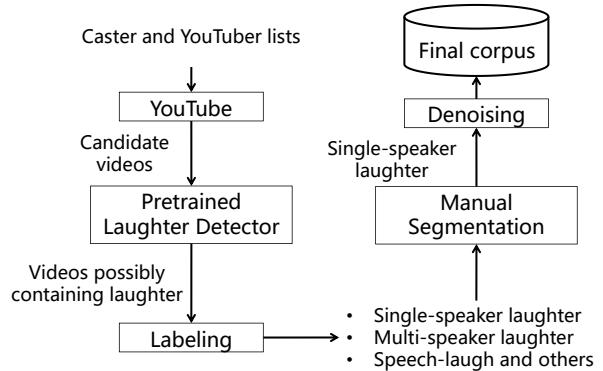 Caster and YouTuber lists
YouTube
Candidate
videos
Pretrained
Laughter Detector
Videos possibly
containing laughter
Labeling
• Single-speaker laughter
• Multi-speaker laughter
• Speech-laugh and others
Manual
Segmentation
Single-speaker
laughter
Denoising
Final corpus